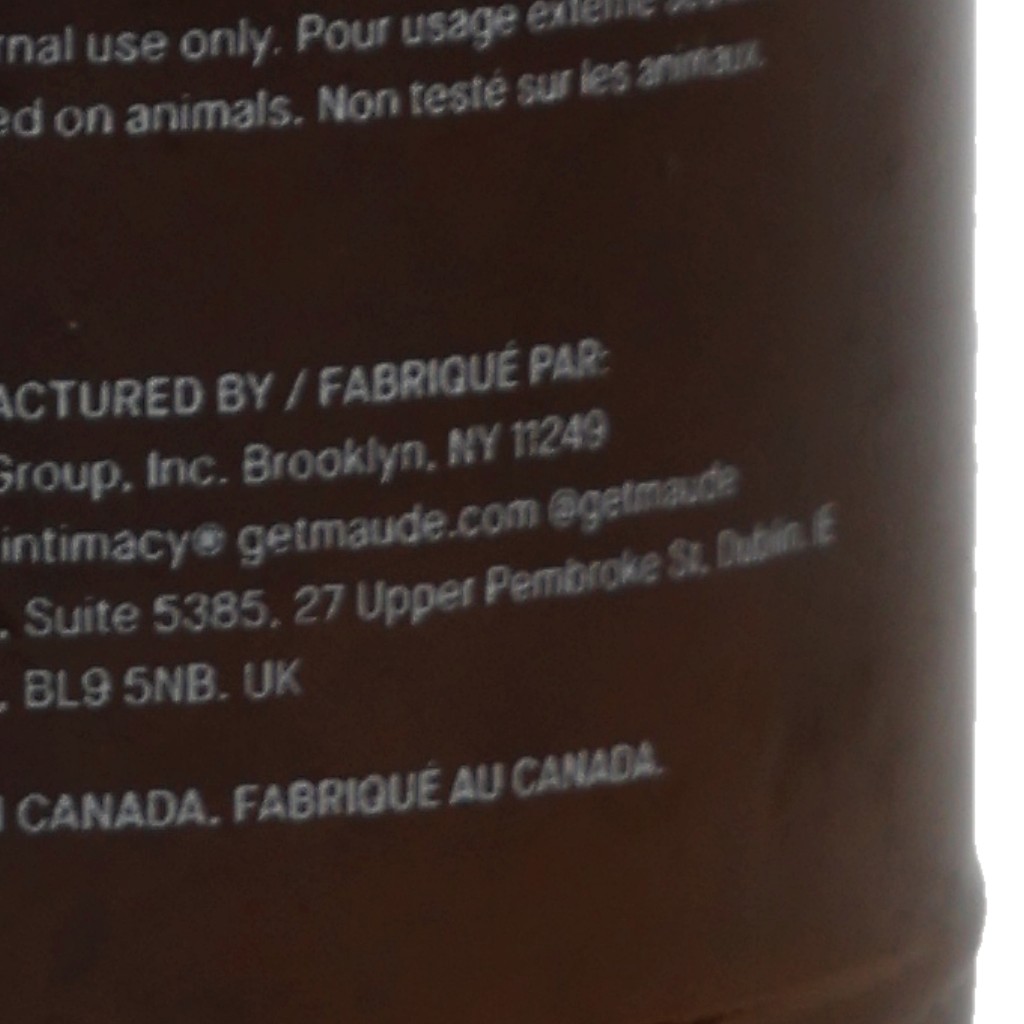 rnal use only. Pour usage externe
ed on animals. Non testé sur les animaux.
ACTURED BY / FABRIQUÉ PAR:
Group, Inc. Brooklyn, NY 11249
intimacy® getmaude.com @getmaude
. Suite 5385, 27 Upper Pembroke St, Dublin, IE
, BL9 5NB. UK
CANADA. FABRIQUÉ AU CANADA.